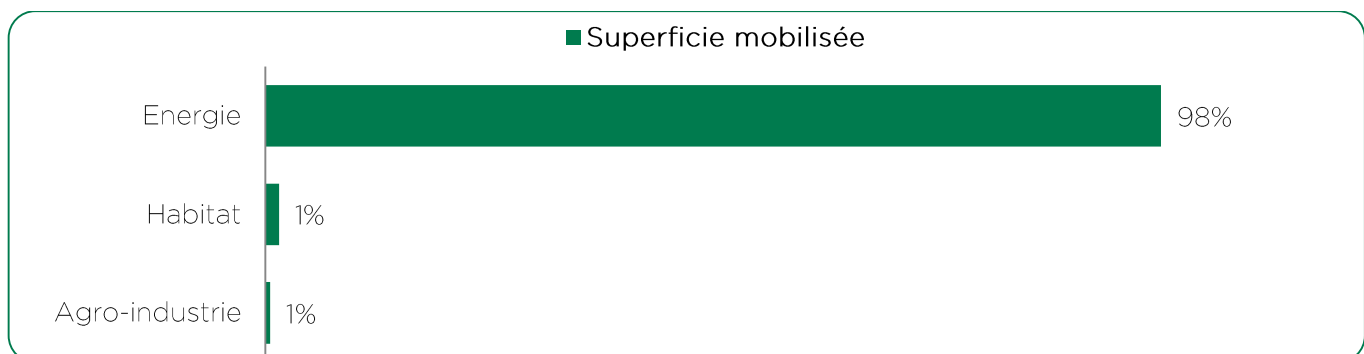 Superficie mobilisée
Energie 98%
Habitat 1%
Agro-industrie 1%